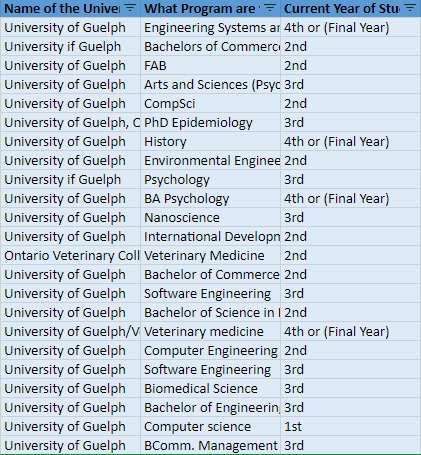 Name of the Unive What Program are Current Year of Stu
University of Guelph Engineering Systems ar 4th or (Final Year)
University if Guelph Bachelors of Commerc 2nd
University of Guelph FAB 2nd
University of Guelph Arts and Sciences (Psyc 3rd
University of Guelph CompSci 2nd
University of Guelph, C PhD Epidemiology 3rd
University of Guelph History 4th or (Final Year)
University of Guelph Environmental Enginee 2nd
University if Guelph Psychology 3rd
University of Guelph BA Psychology 4th or (Final Year)
University of Guelph Nanoscience 3rd
University of Guelph International Developn 2nd
Ontario Veterinary Coll Veterinary Medicine 2nd
University of Guelph Bachelor of Commerce 2nd
University of Guelph Software Engineering 3rd
University of Guelph Bachelor of Science in 2nd
University of Guelph/V Veterinary medicine 4th or (Final Year)
University of Guelph Computer Engineering 2nd
University of Guelph Software Engineering 3rd
University of Guelph Biomedical Science 3rd
University of Guelph Bachelor of Engineerin 3rd
University of Guelph Computer science 1st
University of Guelph BComm. Management 3rd